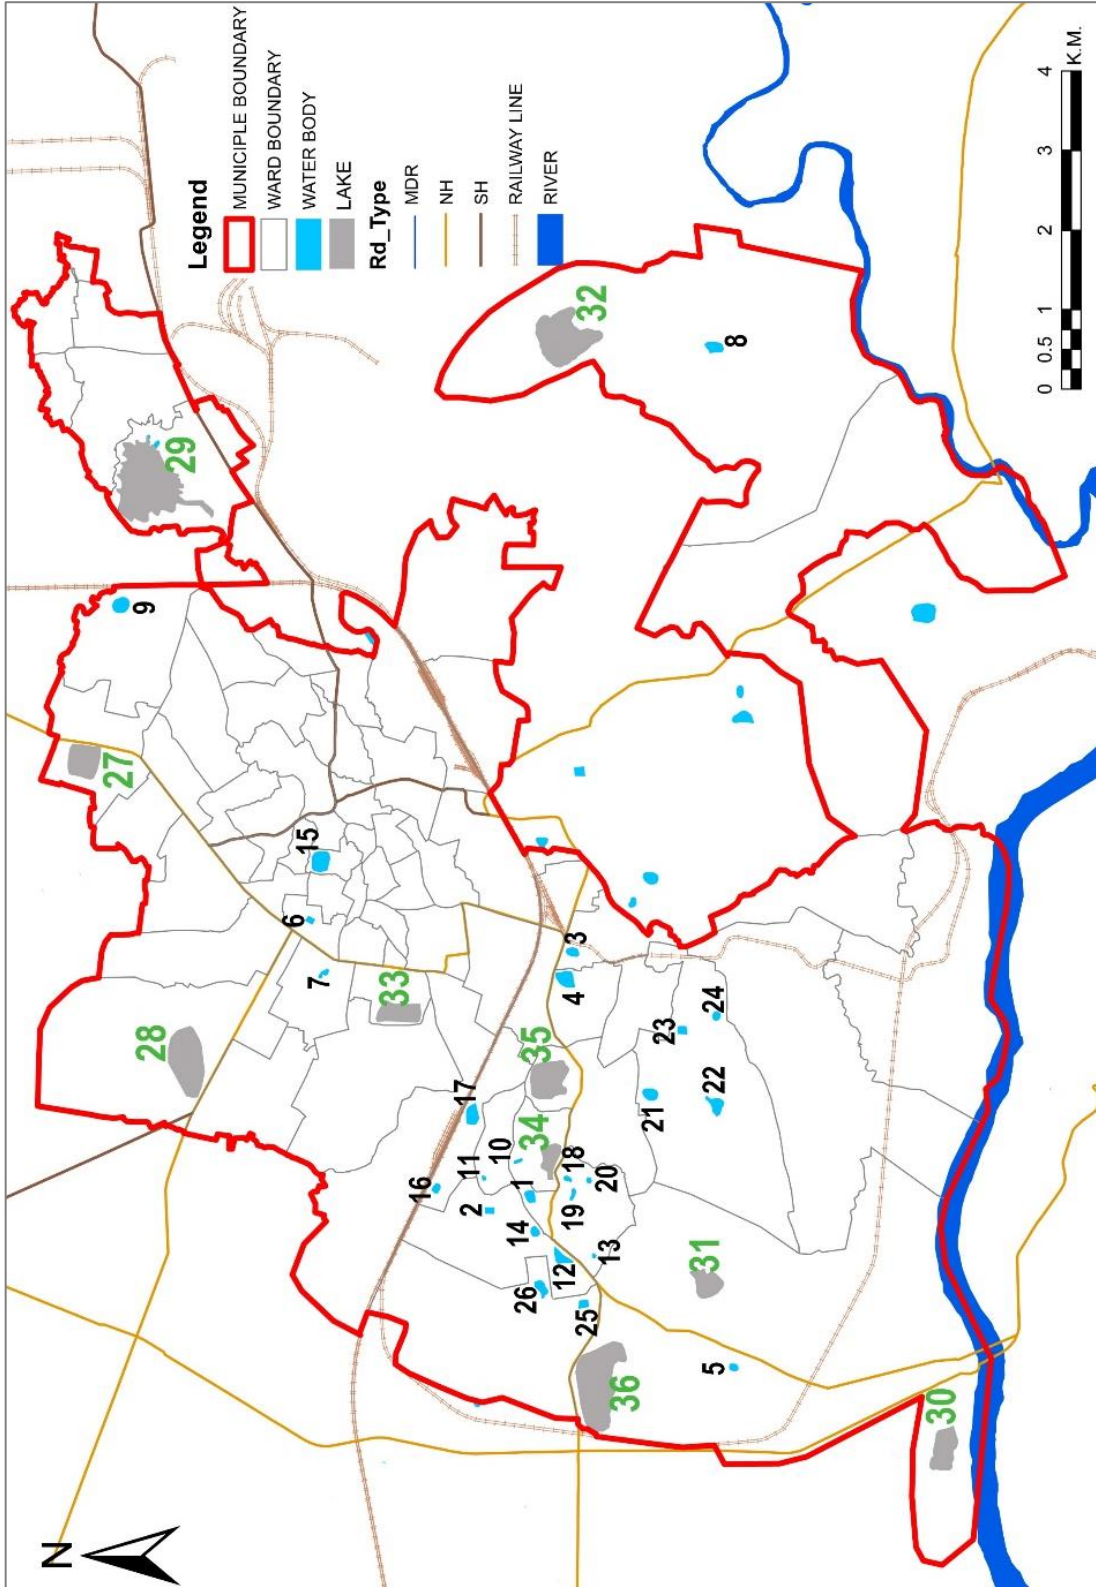 N
Legend
MUNICIPLE BOUNDARY
WARD BOUNDARY
WATER BODY
LAKE
Rd_Type
MDR
NH
SH
RAILWAY LINE
RIVER
0 0.5 1 2 3 4
K.M.
28
27
9
29
7
6
15
33
16
17
2
11
10
14
1
34
35
26
12
19
18
4
3
32
25
13
20
36
21
23
31
5
22
24
8
30